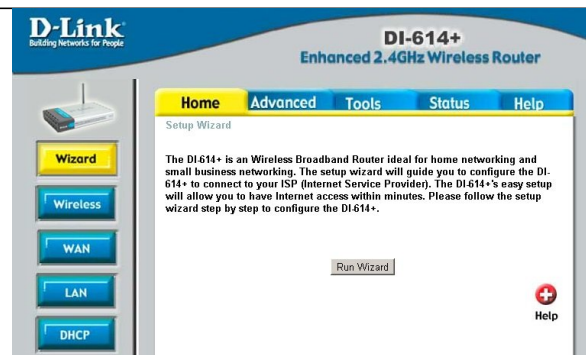 D-Link
Building Networks for People
DI-614+
Enhanced 2.4GHz Wireless Router
Home
Advanced
Tools
Status
Help
Setup Wizard
Wizard
Wireless
WAN
LAN
DHCP
The DI-614+ is an Wireless Broadband Router ideal for home networking and
small business networking. The setup wizard will guide you to configure the DI-
614+ to connect to your ISP (Internet Service Provider). The DI-614+'s easy setup
will allow you to have Internet access within minutes. Please follow the setup
wizard step by step to configure the DI-614+.
Run Wizard
Help